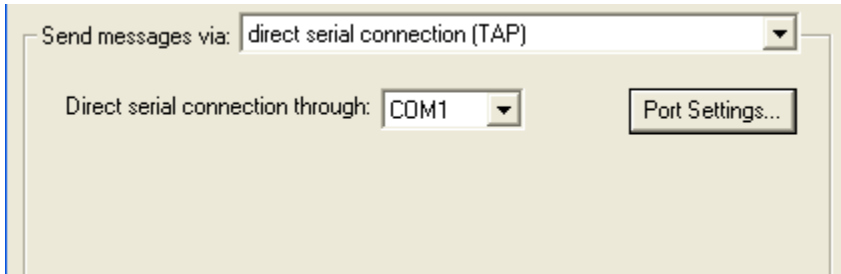 Send messages via: direct serial connection (TAP)
Direct serial connection through: COM1 Port Settings...